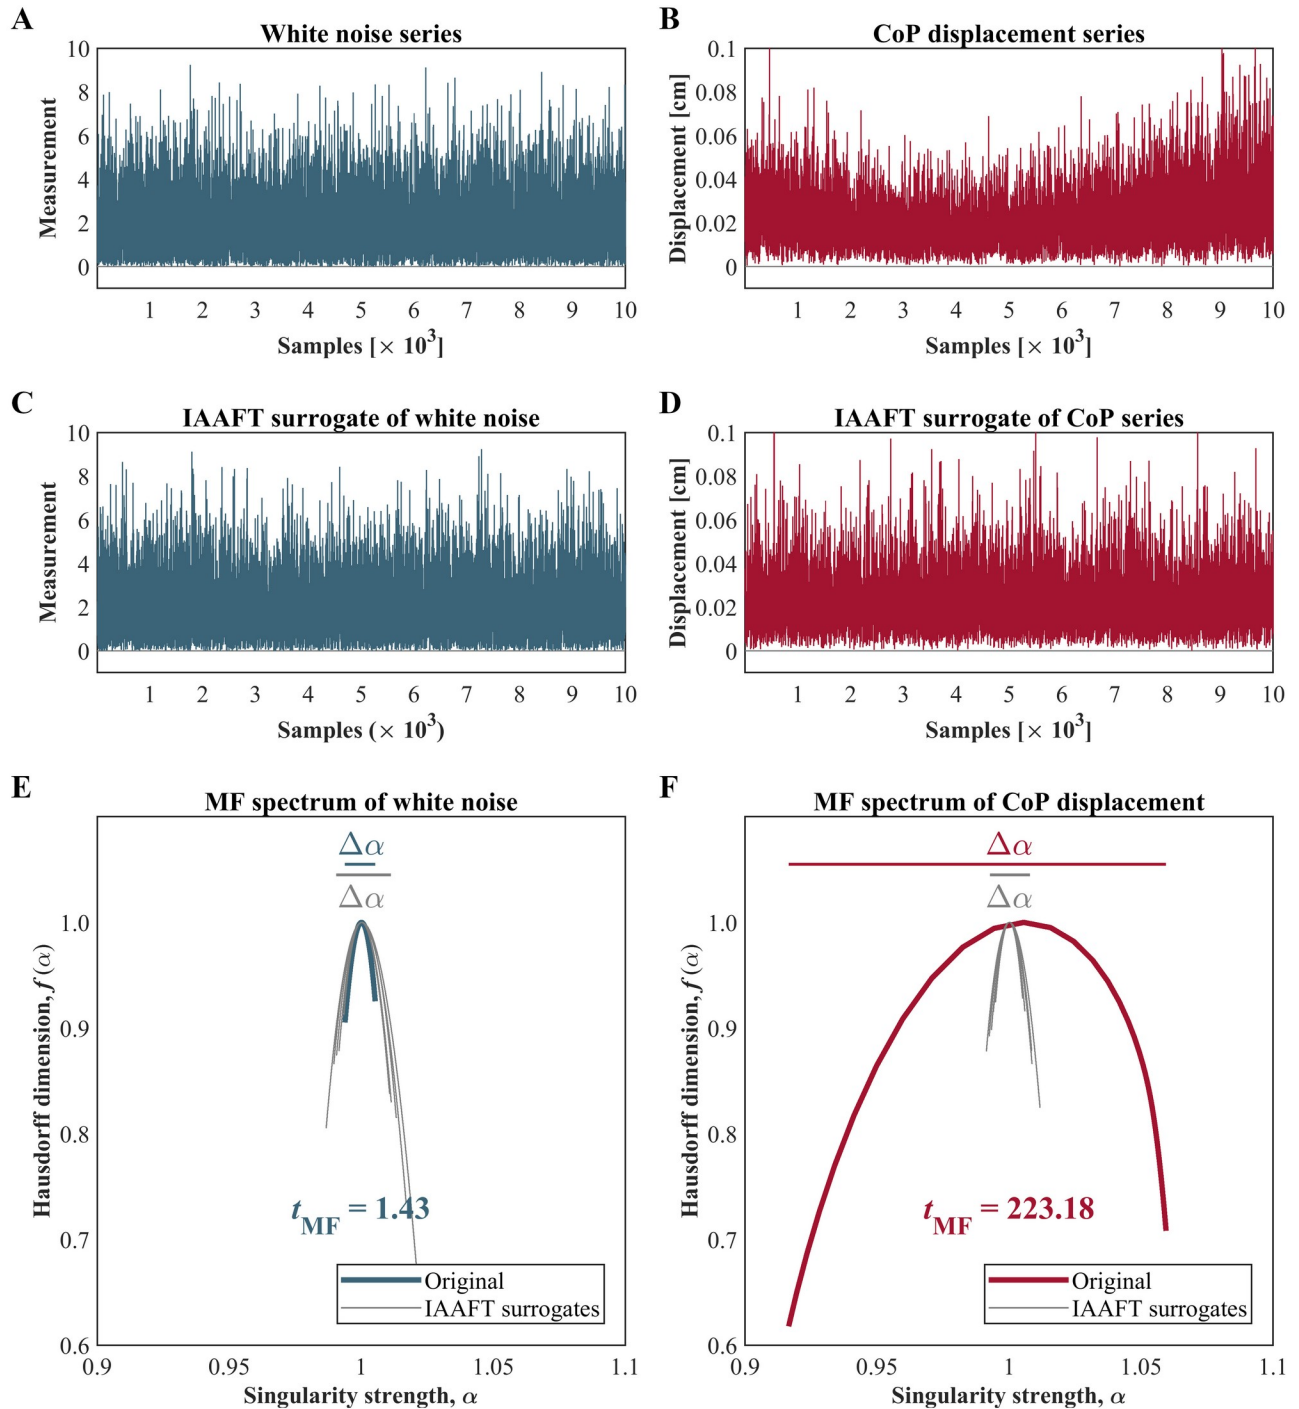 A
White noise series
Measurement
10
8
6
4
2
0
1 2 3 4 5 6 7 8 9 10
Samples [× 10³]
B
CoP displacement series
Displacement [cm]
0.1
0.08
0.06
0.04
0.02
0
1 2 3 4 5 6 7 8 9 10
Samples [× 10³]
C
IAAFT surrogate of white noise
Measurement
10
8
6
4
2
0
1 2 3 4 5 6 7 8 9 10
Samples (× 10³)
D
IAAFT surrogate of CoP series
Displacement [cm]
0.1
0.08
0.06
0.04
0.02
0
1 2 3 4 5 6 7 8 9 10
Samples [× 10³]
E
MF spectrum of white noise
Δα
Δα
Hausdorff dimension, f (α)
1.0
0.9
0.8
0.7
0.6
t_MF = 1.43
Original
IAAFT surrogates
0.9 0.95 1 1.05 1.1
Singularity strength, α
F
MF spectrum of CoP displacement
Δα
Δα
Hausdorff dimension, f (α)
1.0
0.9
0.8
0.7
0.6
t_MF = 223.18
Original
IAAFT surrogates
0.9 0.95 1 1.05 1.1
Singularity strength, α